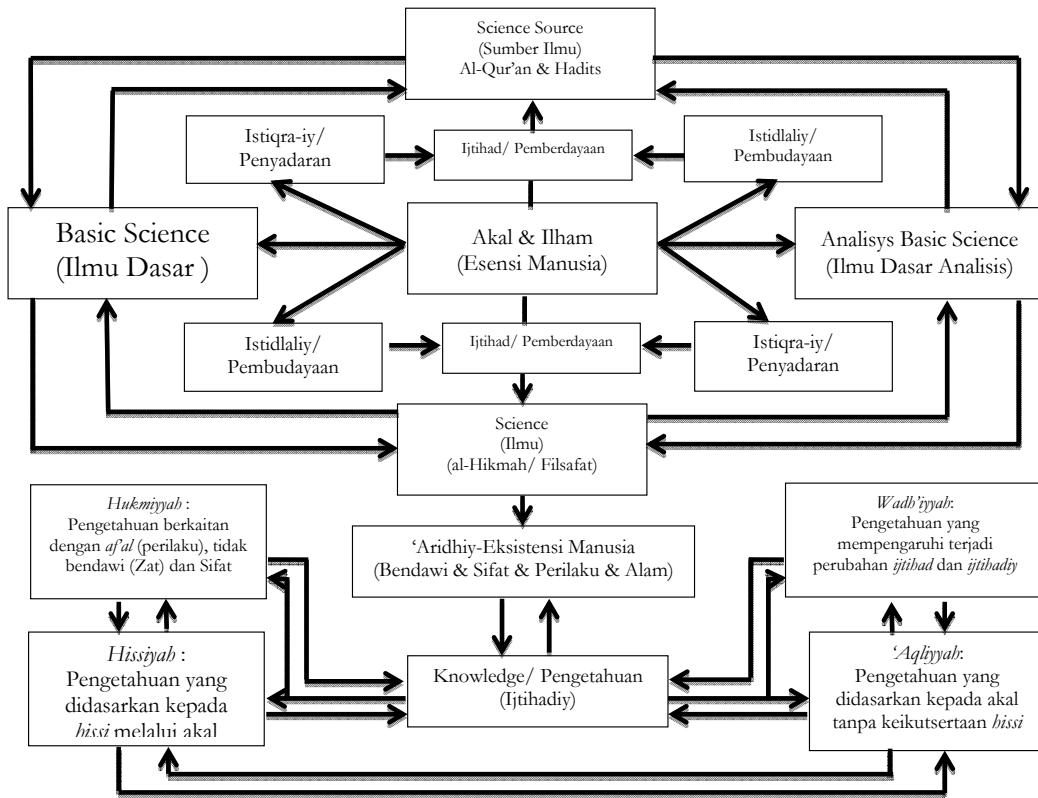 Science Source
(Sumber Ilmu)
Al-Qur'an & Hadits
Istiqra-iy/
Penyadaran
Ijtihad/ Pemberdayaan
Istidlaliy/
Pembudayaan
Basic Science
(Ilmu Dasar )
Akal & Ilham
(Esensi Manusia)
Analisys Basic Science
(Ilmu Dasar Analisis)
Istidlaliy/
Pembudayaan
Ijtihad/ Pemberdayaan
Istiqra-iy/
Penyadaran
Science
(Ilmu)
(al-Hikmah/ Filsafat)
Hukmiyyah :
Pengetahuan berkaitan
dengan af'al (perilaku), tidak
bendawi (Zat) dan Sifat
'Aridhiy-Eksistensi Manusia
(Bendawi & Sifat & Perilaku & Alam)
Wadh'iyyah:
Pengetahuan yang
mempengaruhi terjadi
perubahan ijtihad dan ijtihadiy
Hissiyah :
Pengetahuan yang
didasarkan kepada
hissi melalui akal
Knowledge/ Pengetahuan
(Ijtihadiy)
'Aqliyyah:
Pengetahuan yang
didasarkan kepada akal
tanpa keikutsertaan hissi